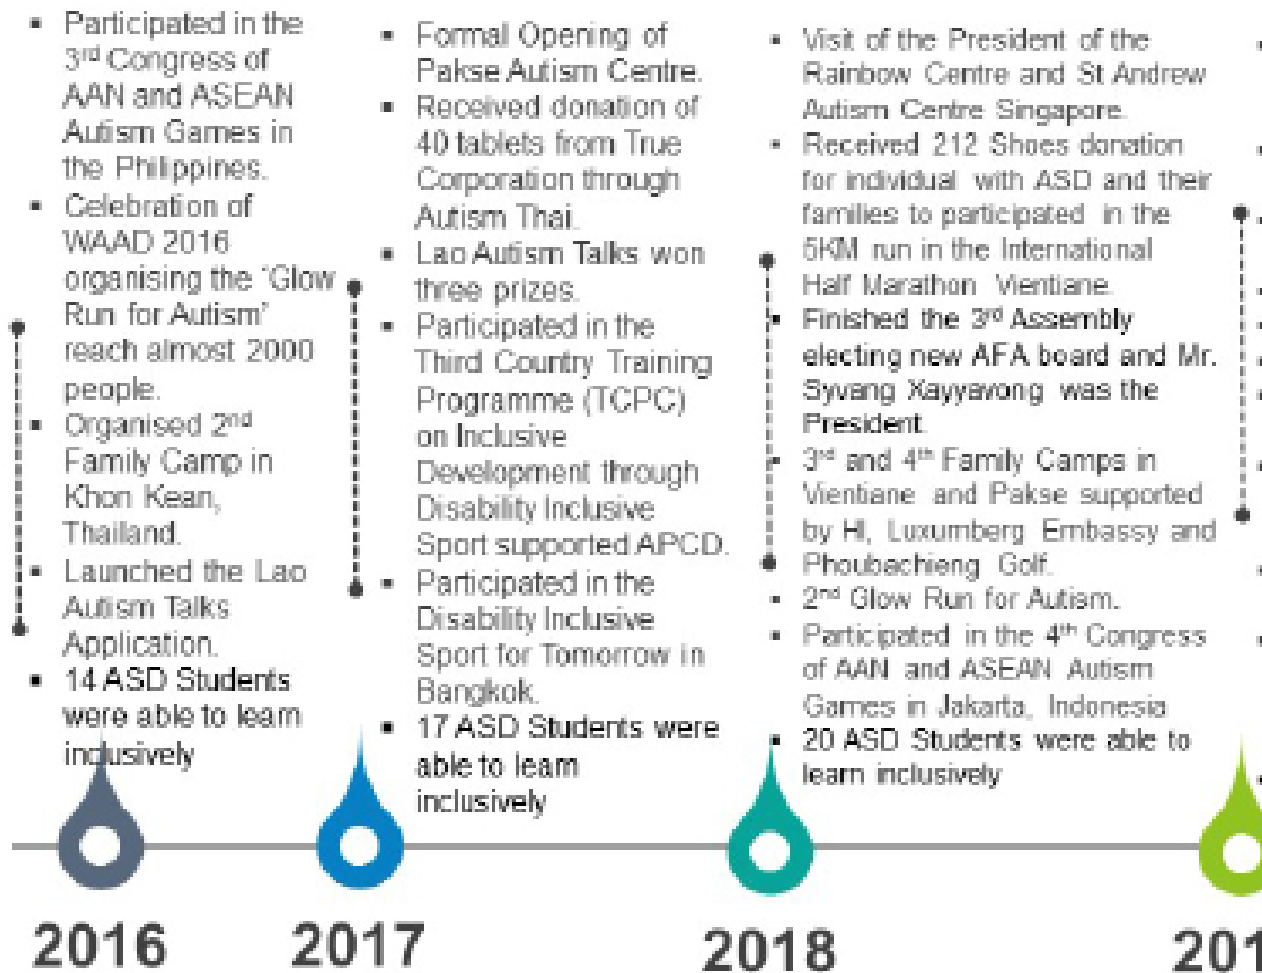 ▪ Participated in the
3rd Congress of
AAN and ASEAN
Autism Games in
the Philippines.
▪ Celebration of
WAAD 2016
organising the ‘Glow
Run for Autism’
reach almost 2000
people.
▪ Organised 2nd
Family Camp in
Khon Kean,
Thailand.
▪ Launched the Lao
Autism Talks
Application.
▪ 14 ASD Students
were able to learn
inclusively
▪ Formal Opening of
Pakse Autism Centre.
▪ Received donation of
40 tablets from True
Corporation through
Autism Thai.
▪ Lao Autism Talks won
three prizes.
▪ Participated in the
Third Country Training
Programme (TCPC)
on Inclusive
Development through
Disability Inclusive
Sport supported APCD.
▪ Participated in the
Disability Inclusive
Sport for Tomorrow in
Bangkok.
▪ 17 ASD Students were
able to learn
inclusively
▪ Visit of the President of the
Rainbow Centre and St Andrew
Autism Centre Singapore.
▪ Received 212 Shoes donation
for individual with ASD and their
families to participated in the
5KM run in the International
Half Marathon Vientiane.
▪ Finished the 3rd Assembly
electing new AFA board and Mr.
Syvang Xayyavong was the
President.
▪ 3rd and 4th Family Camps in
Vientiane and Pakse supported
by HI, Luxumberg Embassy and
Phoubachieng Golf.
▪ 2nd Glow Run for Autism.
▪ Participated in the 4th Congress
of AAN and ASEAN Autism
Games in Jakarta, Indonesia
▪ 20 ASD Students were able to
learn inclusively
2016
2017
2018
201